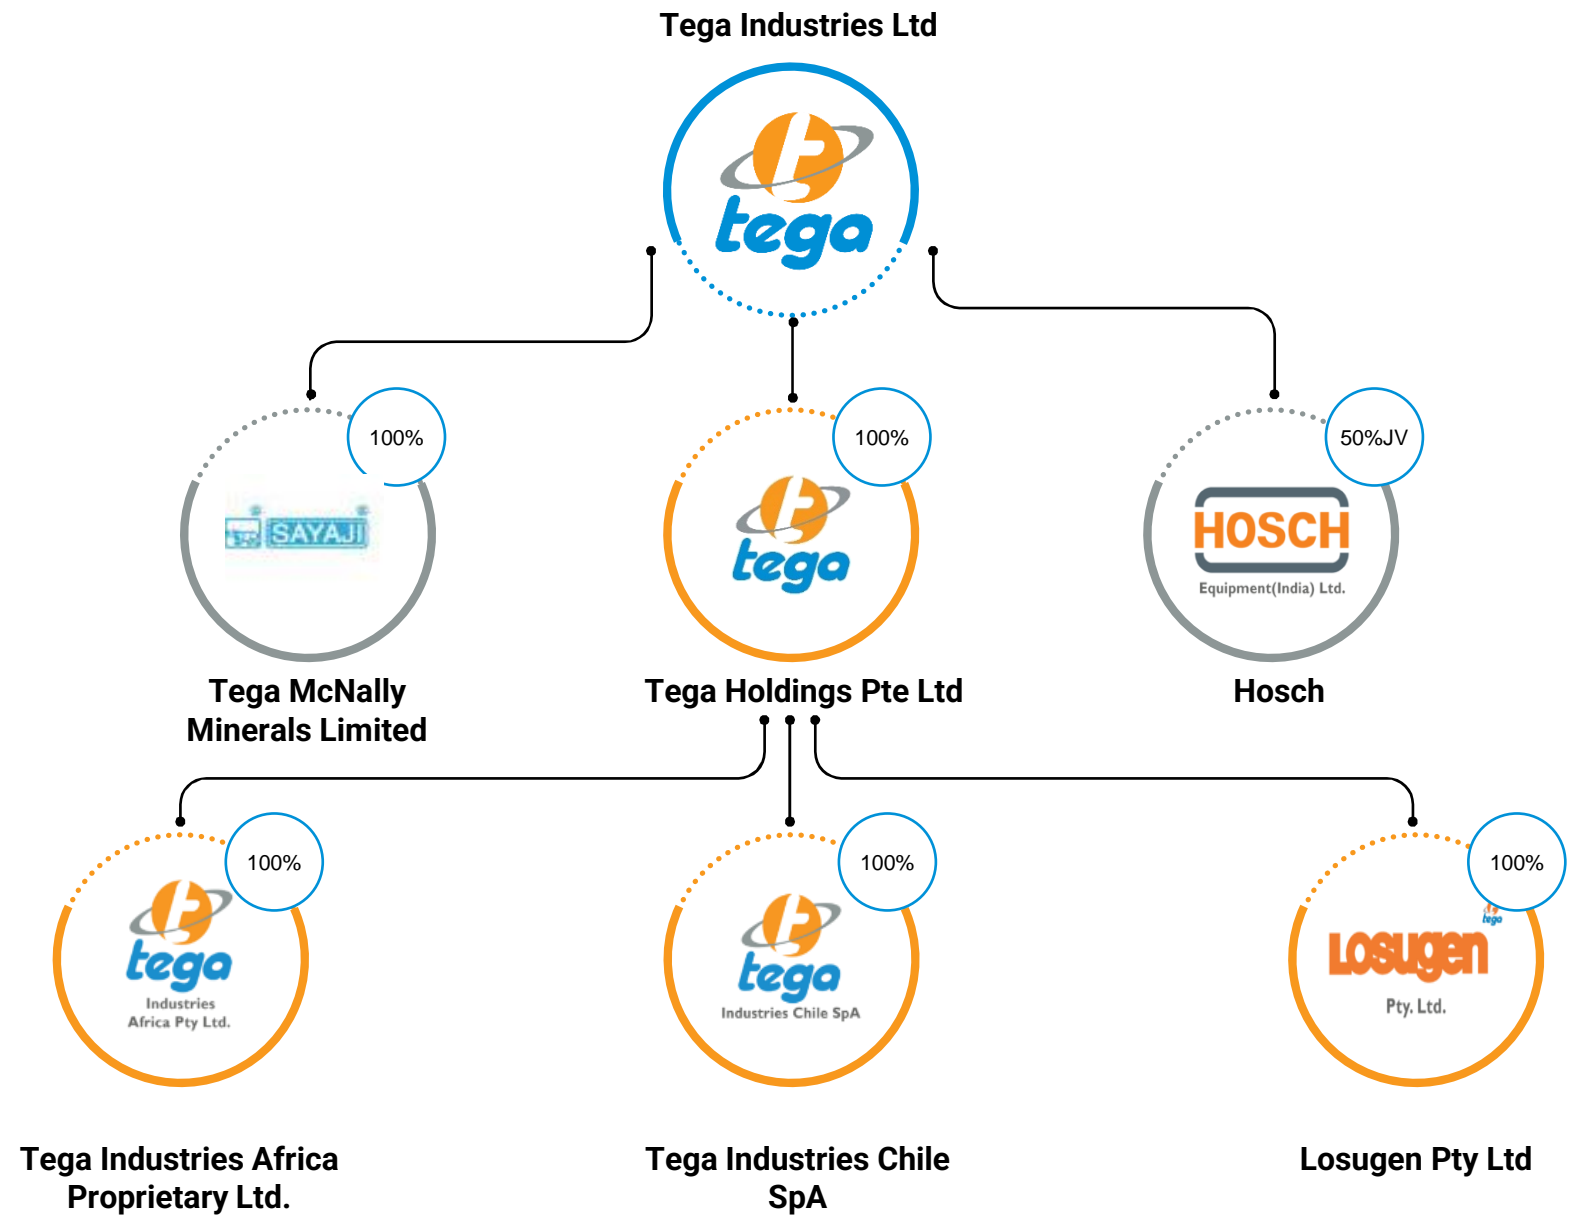 Tega Industries Ltd
tega
100%
100%
50%JV
SAYAJI
tega
HOSCH
Equipment(India) Ltd.
Tega McNally
Minerals Limited
Tega Holdings Pte Ltd
Hosch
100%
100%
100%
tega
Industries
Africa Pty Ltd.
tega
Industries Chile SpA
tega
LOSUGEN
Pty. Ltd.
Tega Industries Africa
Proprietary Ltd.
Tega Industries Chile
SpA
Losugen Pty Ltd